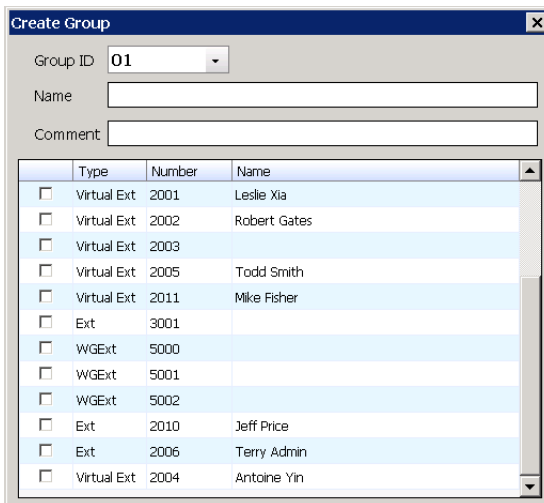 Create Group
Group ID 01
Name
Comment
Type Number Name
Virtual Ext 2001 Leslie Xia
Virtual Ext 2002 Robert Gates
Virtual Ext 2003
Virtual Ext 2005 Todd Smith
Virtual Ext 2011 Mike Fisher
Ext 3001
WGExt 5000
WGExt 5001
WGExt 5002
Ext 2010 Jeff Price
Ext 2006 Terry Admin
Virtual Ext 2004 Antoine Yin